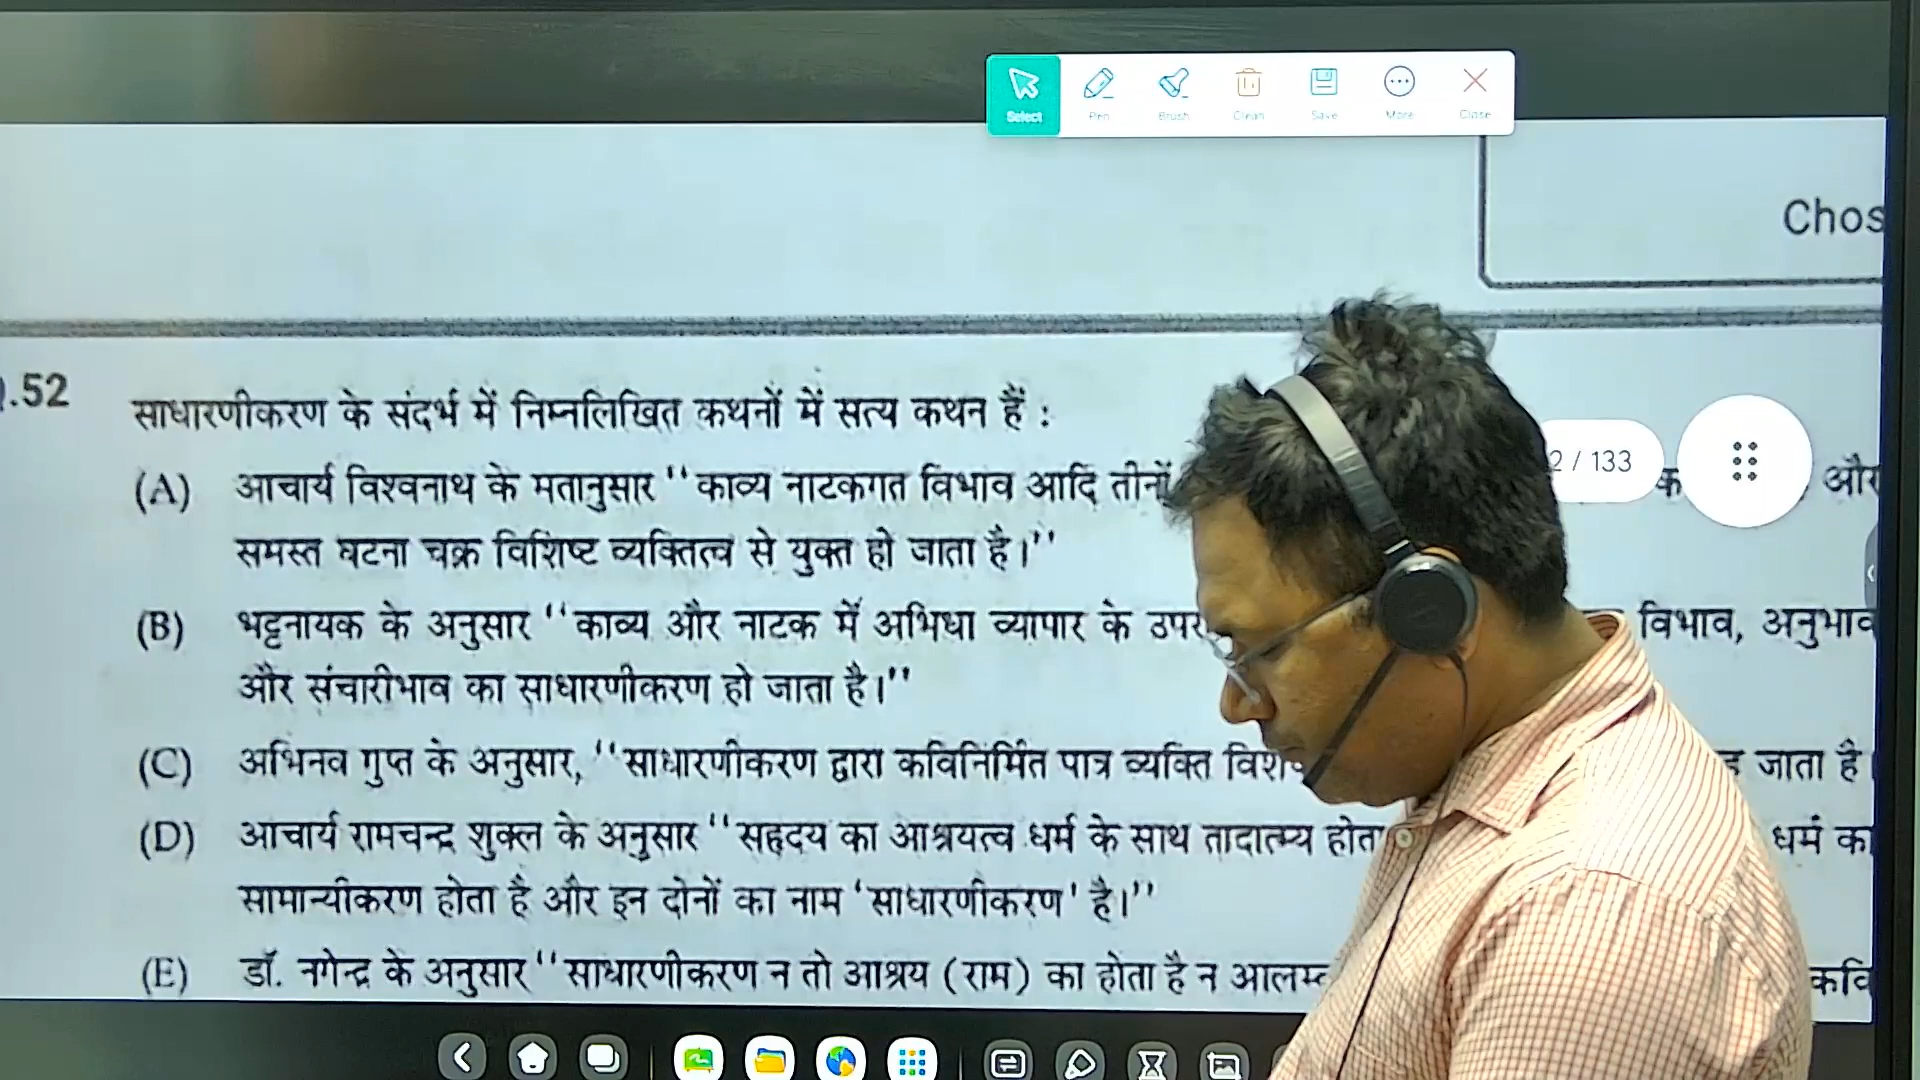 Select Pen Brush Clean Save More Close
Chos
.52
साधारणीकरण के संदर्भ में निम्नलिखित कथनों में सत्य कथन हैं :
2 / 133
(A) आचार्य विश्वनाथ के मतानुसार ''काव्य नाटकगत विभाव आदि तीनों और
समस्त घटना चक्र विशिष्ट व्यक्तित्व से युक्त हो जाता है।''
(B) भट्टनायक के अनुसार ''काव्य और नाटक में अभिधा व्यापार के विभाव, अनुभाव
और संचारीभाव का साधारणीकरण हो जाता है।''
(C) अभिनव गुप्त के अनुसार, ''साधारणीकरण द्वारा कविनिर्मित पात्र व्यक्ति जाता है।
(D) आचार्य रामचन्द्र शुक्ल के अनुसार ''सहृदय का आश्रयत्व धर्म के साथ तादात्म्य होता धर्म का
सामान्यीकरण होता है और इन दोनों का नाम 'साधारणीकरण' है।''
(E) डॉ. नगेन्द्र के अनुसार ''साधारणीकरण न तो आश्रय (राम) का होता है न कवि